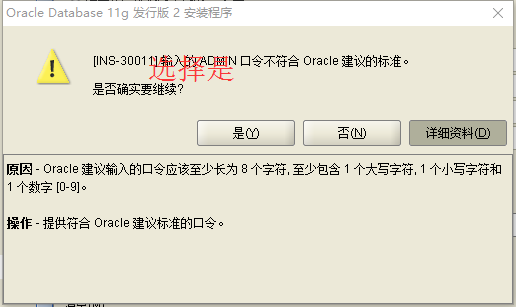 Oracle Database 11g 发行版 2 安装程序
[INS-30011] 输入的 ADMIN 口令不符合 Oracle 建议的标准。
选择是
是否确实要继续?
是(Y)
否(N)
详细资料(D)
原因 - Oracle 建议输入的口令应该至少长为 8 个字符, 至少包含 1 个大写字符, 1 个小写字符和
1 个数字 [0-9]。
操作 - 提供符合 Oracle 建议标准的口令。